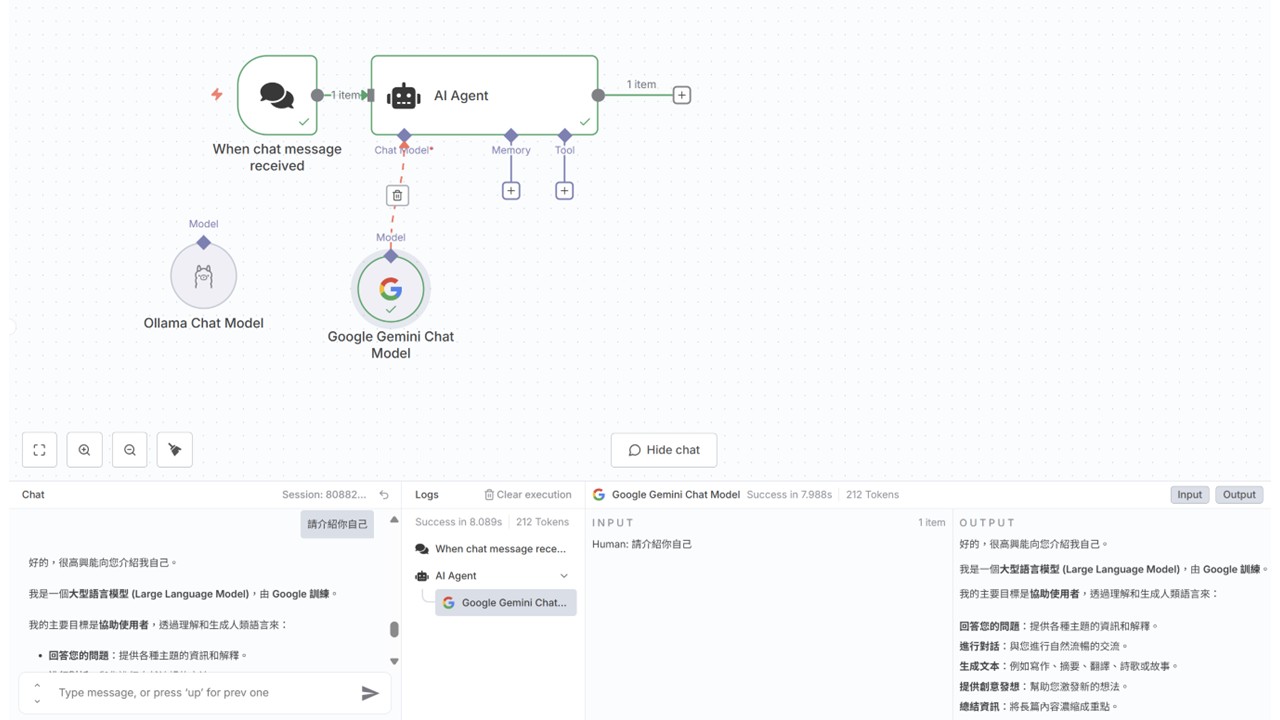 1 item
1 item
AI Agent
When chat message
received
Chat Model*
Memory
Tool
Model
Model
Ollama Chat Model
Google Gemini Chat
Model
Hide chat
Chat
Session: 80882...
請介紹你自己
好的，很高興能向您介紹我自己。
我是一個大型語言模型 (Large Language Model)，由 Google 訓練。
我的主要目標是協助使用者，透過理解和生成人類語言來：
• 回答您的問題：提供各種主題的資訊和解釋。
Type message, or press 'up' for prev one
Logs
Clear execution
Success in 8.089s
212 Tokens
When chat message rece...
AI Agent
Google Gemini Chat...
Google Gemini Chat Model
Success in 7.988s
212 Tokens
Input
Output
INPUT
1 item
Human: 請介紹你自己
OUTPUT
好的，很高興能向您介紹我自己。
我是一個大型語言模型 (Large Language Model)，由 Google 訓練。
我的主要目標是協助使用者，透過理解和生成人類語言來：
回答您的問題：提供各種主題的資訊和解釋。
進行對話：與您進行自然流暢的交流。
生成文本：例如寫作、摘要、翻譯、詩歌或故事。
提供創意發想：幫助您激發新的想法。
總結資訊：將長篇內容濃縮成重點。